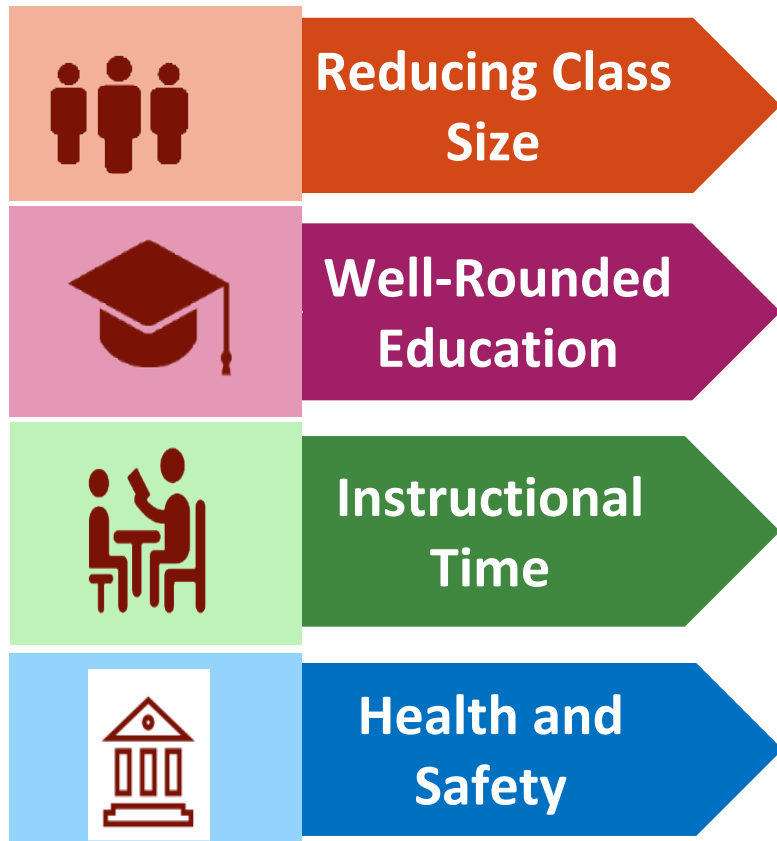 Reducing Class
Size
Well-Rounded
Education
Instructional
Time
Health and
Safety